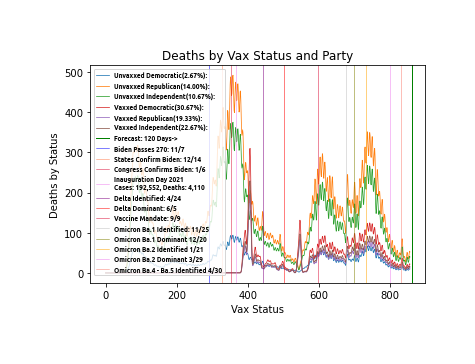 Deaths by Vax Status and Party
Deaths by Status
500
400
300
200
100
0
Unvaxxed Democratic(2.67%):
Unvaxxed Republican(14.00%):
Unvaxxed Independent(10.67%):
Vaxxed Democratic(30.67%):
Vaxxed Republican(19.33%):
Vaxxed Independent(22.67%):
Forecast: 120 Days->
Biden Passes 270: 11/7
States Confirm Biden: 12/14
Congress Confirms Biden: 1/6
Inauguration Day 2021
Cases: 192,552, Deaths: 4,110
Delta Identified: 4/24
Delta Dominant: 6/5
Vaccine Mandate: 9/9
Omicron Ba.1 Identified: 11/25
Omicron Ba.1 Dominant 12/20
Omicron Ba.2 Identified 1/21
Omicron Ba.2 Dominant 3/29
Omicron Ba.4 - Ba.5 Identified 4/30
0 200 400 600 800
Vax Status